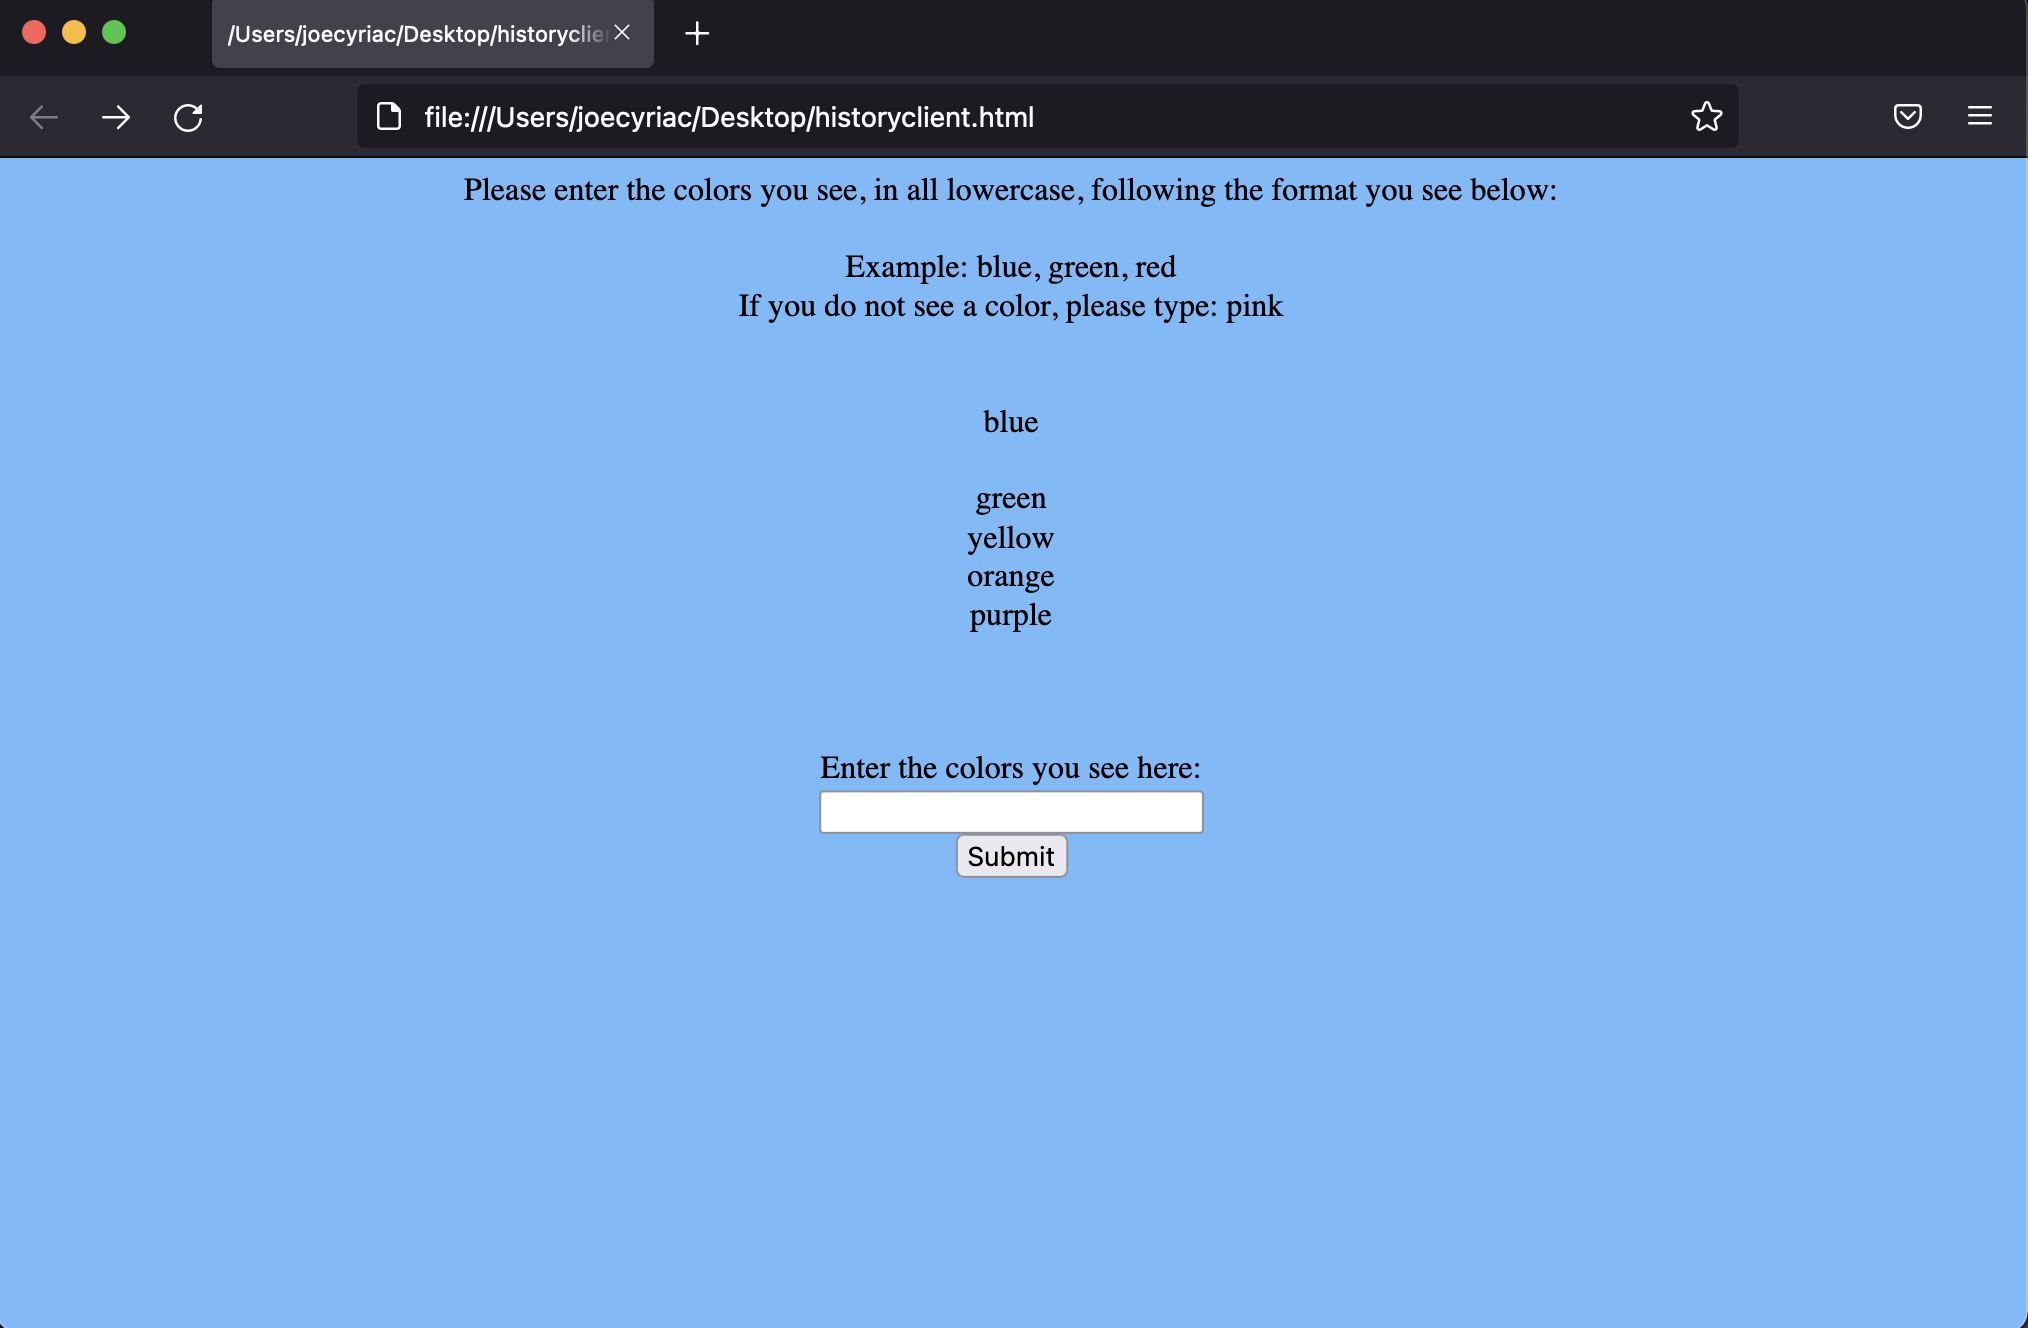 /Users/joecyriac/Desktop/historyclie
file:///Users/joecyriac/Desktop/historyclient.html
Please enter the colors you see, in all lowercase, following the format you see below:
Example: blue, green, red
If you do not see a color, please type: pink
blue
green
yellow
orange
purple
Enter the colors you see here:
Submit